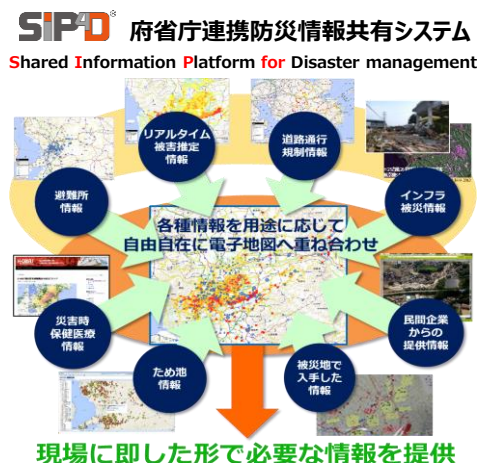 SIP4D® 府省庁連携防災情報共有システム
Shared Information Platform for Disaster management
リアルタイム
被害推定
情報
道路通行
規制情報
避難所
情報
インフラ
被災情報
各種情報を用途に応じて
自由自在に電子地図へ重ね合わせ
災害時
保健医療
情報
民間企業
からの
提供情報
ため池
情報
被災地で
入手した
情報
現場に即した形で必要な情報を提供